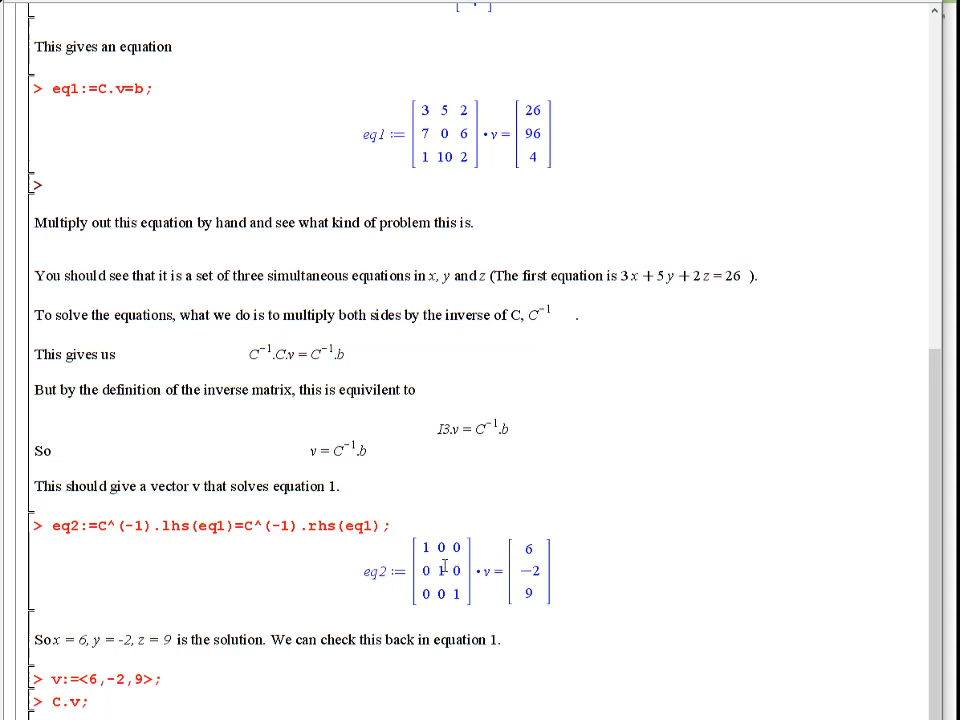 This gives an equation
> eq1:=C.v=b;
eq1 := [3 5 2; 7 0 6; 1 10 2] • v = [26; 96; 4]
>
Multiply out this equation by hand and see what kind of problem this is.
You should see that it is a set of three simultaneous equations in x, y and z (The first equation is 3 x + 5 y + 2 z = 26 ).
To solve the equations, what we do is to multiply both sides by the inverse of C, C⁻¹ .
This gives us C⁻¹.C.v = C⁻¹.b
But by the definition of the inverse matrix, this is equivilent to
I3.v = C⁻¹.b
So v = C⁻¹.b
This should give a vector v that solves equation 1.
> eq2:=C^(-1).lhs(eq1)=C^(-1).rhs(eq1);
eq2 := [1 0 0; 0 1 0; 0 0 1] • v = [6; −2; 9]
So x = 6, y = -2, z = 9 is the solution. We can check this back in equation 1.
> v:=<6,-2,9>;
> C.v;